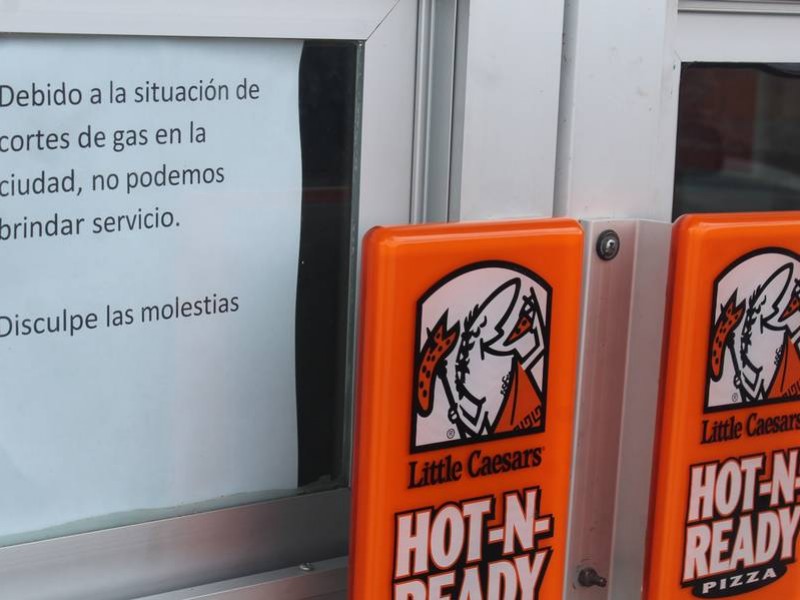 Debido a la situación de
cortes de gas en la
ciudad, no podemos
brindar servicio.
Disculpe las molestias
Little Caesars
HOT-N-
READY
Little Caesars
HOT-N-
READY
PIZZA